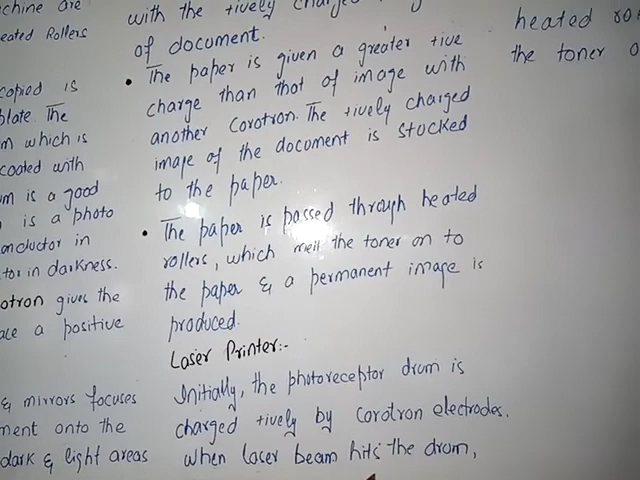 chine are
eated Rollers
copied is
plate. The
m which is
coated with
um is a good
is a photo
onductor in
tor in darkness.
otron gives the
ace a positive
& mirrors focuses
ment onto the
dark & light areas
with the +ively charged
of document.
• The paper is given a greater +ive
charge than that of image with
another corotron. The +ively charged
image of the document is stucked
to the paper.
• The paper is passed through heated
rollers, which melt the toner on to
the paper & a permanent image is
produced.
Laser Printer:-
Initially, the photoreceptor drum is
charged +ively by corotron electrodes.
when laser beam hits the drum,
heated
the toner